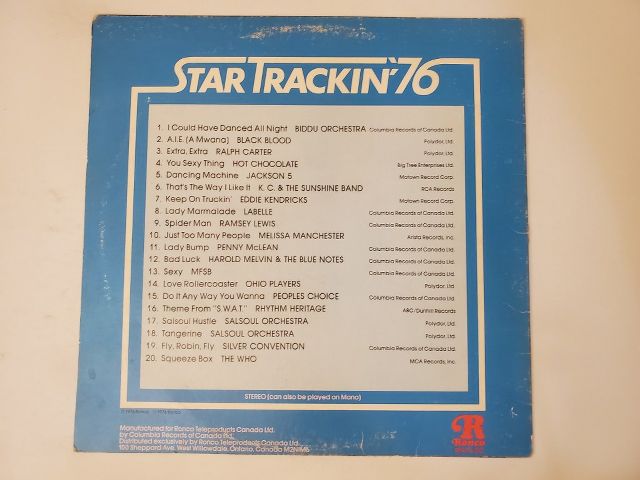 STAR TRACKIN' '76
1. I Could Have Danced All Night BIDDU ORCHESTRA Columbia Records of Canada Ltd.
2. A.I.E. (A Mwana) BLACK BLOOD Polydor, Ltd.
3. Extra, Extra RALPH CARTER Polydor, Ltd.
4. You Sexy Thing HOT CHOCOLATE Big Tree Enterprises Ltd.
5. Dancing Machine JACKSON 5 Motown Record Corp.
6. That's The Way I Like It K. C. & THE SUNSHINE BAND RCA Records
7. Keep On Truckin' EDDIE KENDRICKS Motown Record Corp.
8. Lady Marmalade LABELLE Columbia Records of Canada Ltd.
9. Spider Man RAMSEY LEWIS Columbia Records of Canada Ltd.
10. Just Too Many People MELISSA MANCHESTER Arista Records, Inc.
11. Lady Bump PENNY McLEAN Columbia Records of Canada Ltd.
12. Bad Luck HAROLD MELVIN & THE BLUE NOTES Columbia Records of Canada Ltd.
13. Sexy MFSB Columbia Records of Canada Ltd.
14. Love Rollercoaster OHIO PLAYERS Polydor, Ltd.
15. Do It Any Way You Wanna PEOPLES CHOICE Columbia Records of Canada Ltd.
16. Theme From "S.W.A.T." RHYTHM HERITAGE ABC/Dunhill Records
17. Salsoul Hustle SALSOUL ORCHESTRA Polydor, Ltd.
18. Tangerine SALSOUL ORCHESTRA Polydor, Ltd.
19. Fly, Robin, Fly SILVER CONVENTION Columbia Records of Canada Ltd.
20. Squeeze Box THE WHO MCA Records, Inc.
STEREO (can also be played on Mono)
R
Ronco
Manufactured for Ronco Teleproducts Canada Ltd.
by Columbia Records of Canada Ltd.
Distributed exclusively by Ronco Teleproducts Canada Ltd.
100 Sheppard Ave. West Willowdale, Ontario, Canada M2N1M6